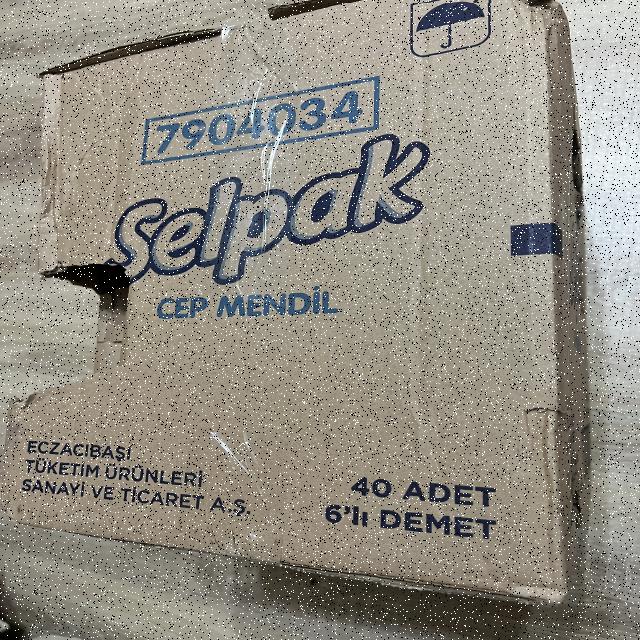 7904034
Selpak
CEP MENDİL
ECZACIBAŞI
TÜKETİM ÜRÜNLERİ
SANAYİ VE TİCARET A.Ş.
40 ADET
6'lı DEMET